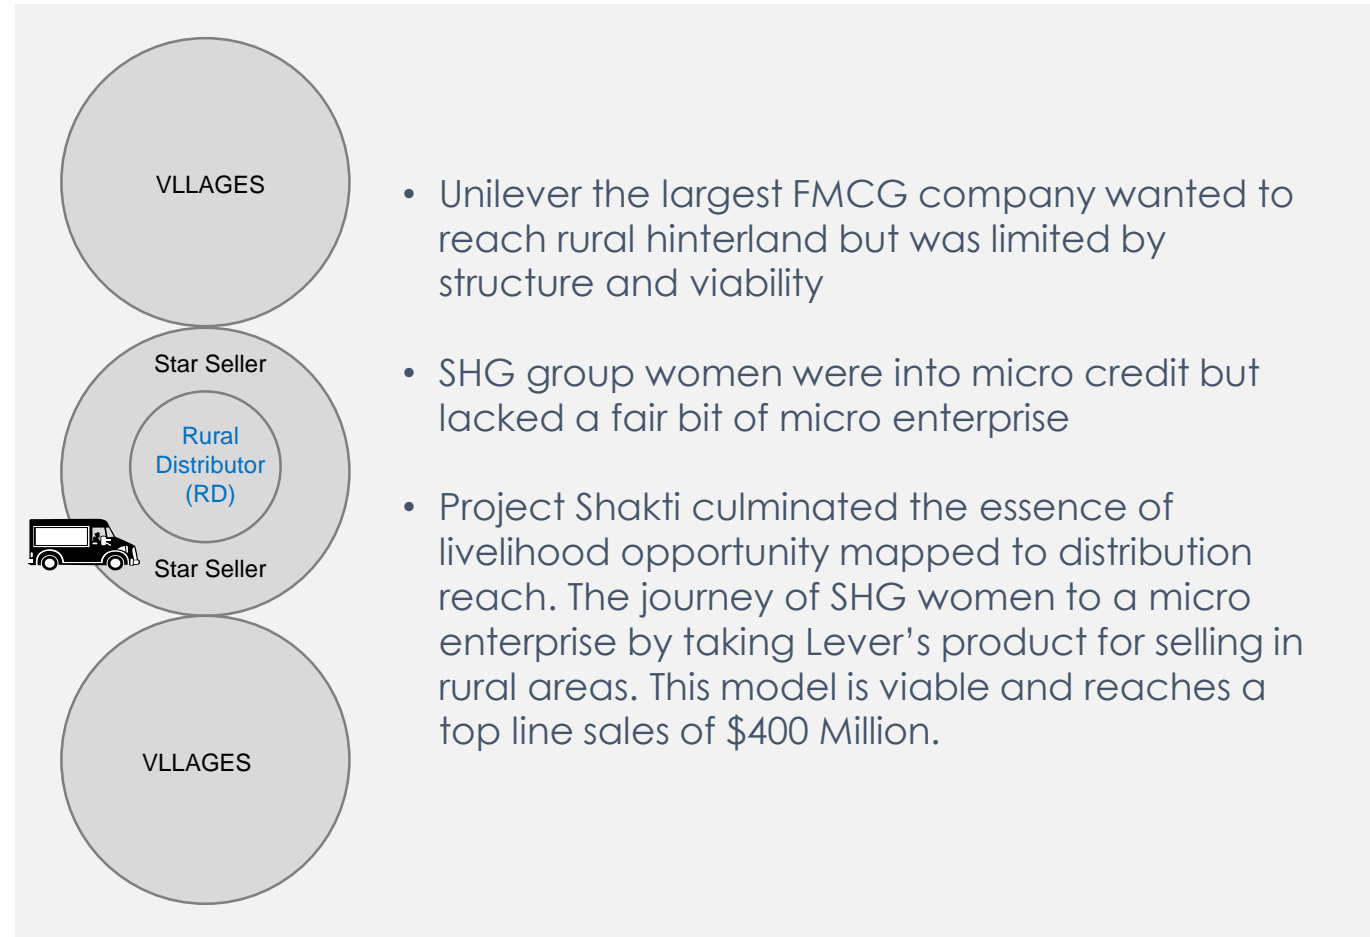 VLLAGES
Star Seller
Rural
Distributor
(RD)
Star Seller
VLLAGES
• Unilever the largest FMCG company wanted to
reach rural hinterland but was limited by
structure and viability
• SHG group women were into micro credit but
lacked a fair bit of micro enterprise
• Project Shakti culminated the essence of
livelihood opportunity mapped to distribution
reach. The journey of SHG women to a micro
enterprise by taking Lever’s product for selling in
rural areas. This model is viable and reaches a
top line sales of $400 Million.